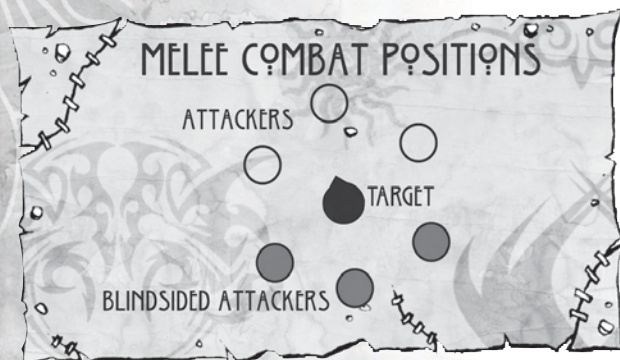 MELEE COMBAT POSITIONS
ATTACKERS
TARGET
BLINDSIDED ATTACKERS